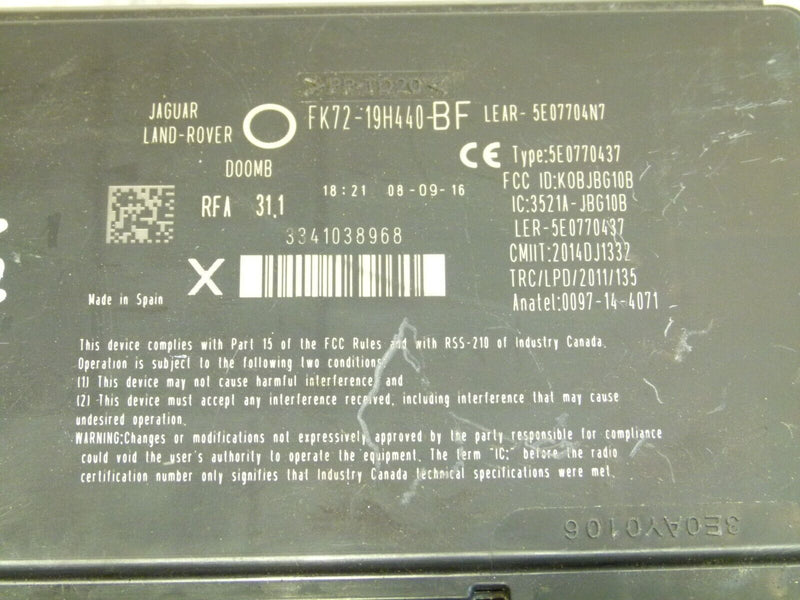 >PP-TD20<
JAGUAR
LAND-ROVER
FK72-19H440-BF
LEAR- 5E07704N7
D00MB
CE
Type:5E0770437
FCC ID:KOBJBG10B
IC:3521A-JBG10B
LER-5E0770437
CMIIT:2014DJ1332
TRC/LPD/2011/135
Anatel:0097-14-4071
RFA 31.1
18:21 08-09-16
3341038968
X
Made in Spain
This device complies with Part 15 of the FCC Rules and with RSS-210 of Industry Canada.
Operation is subject to the following two conditions
(1) This device may not cause harmful interference, and
(2) This device must accept any interference received, including interference that may cause
undesired operation.
WARNING:Changes or modifications not expressively approved by the party responsible for compliance
could void the user's authority to operate the equipment. The term "IC:" before the radio
certification number only signifies that Industry Canada technical specifications were met.
3E0AY0106